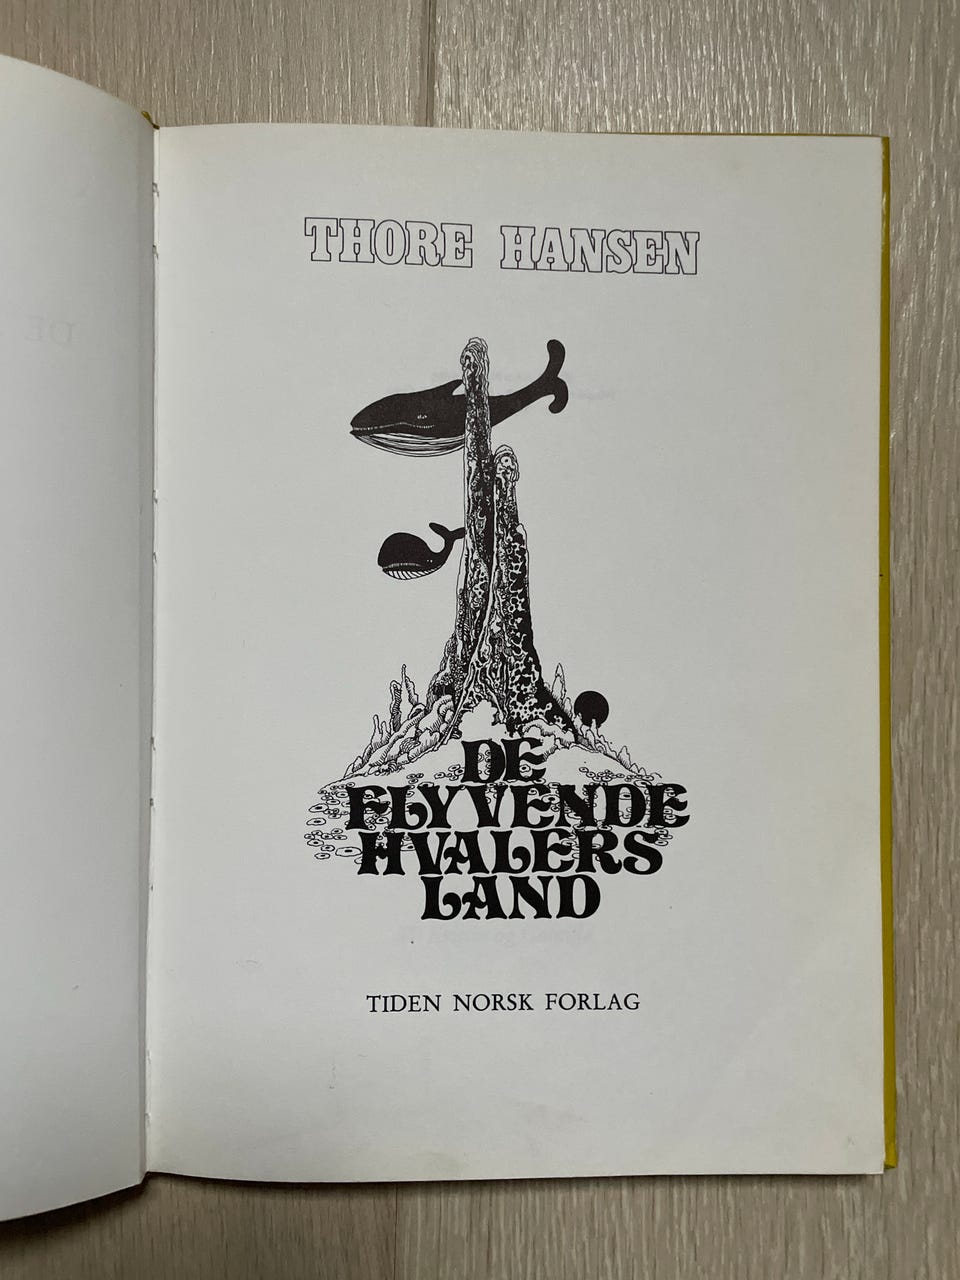 THORE HANSEN
DE
FLYVENDE
HVALERS
LAND
TIDEN NORSK FORLAG